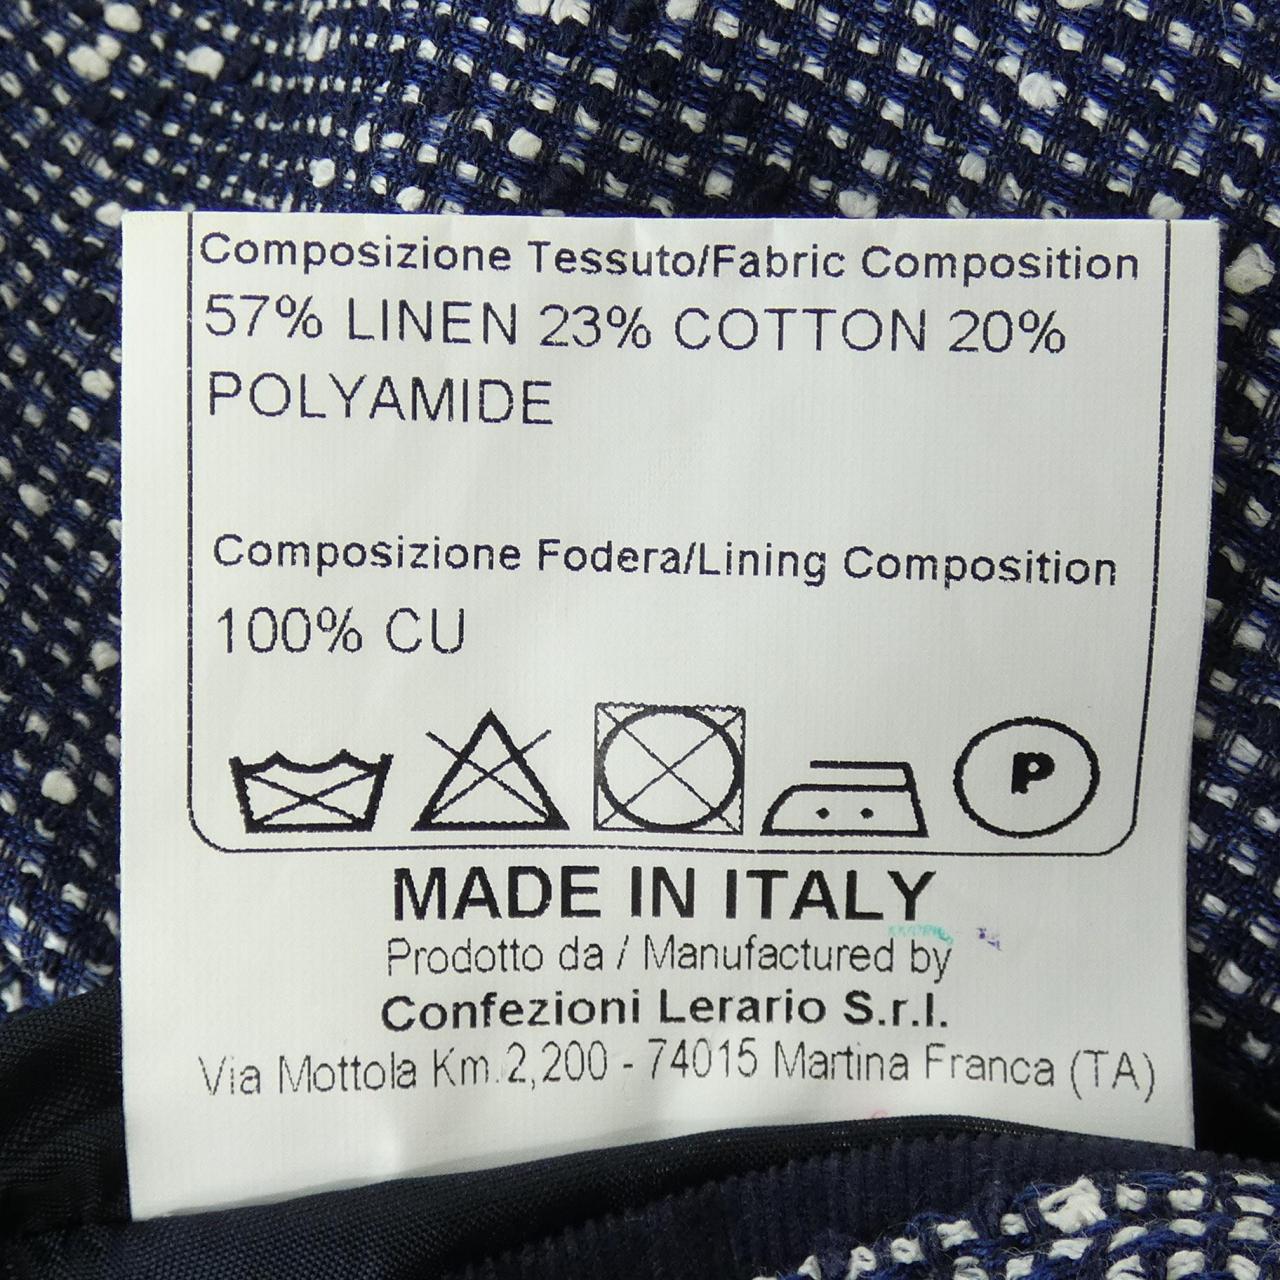 Composizione Tessuto/Fabric Composition
57% LINEN 23% COTTON 20%
POLYAMIDE
Composizione Fodera/Lining Composition
100% CU
P
MADE IN ITALY
Prodotto da / Manufactured by
Confezioni Lerario S.r.l.
Via Mottola Km.2,200 - 74015 Martina Franca (TA)